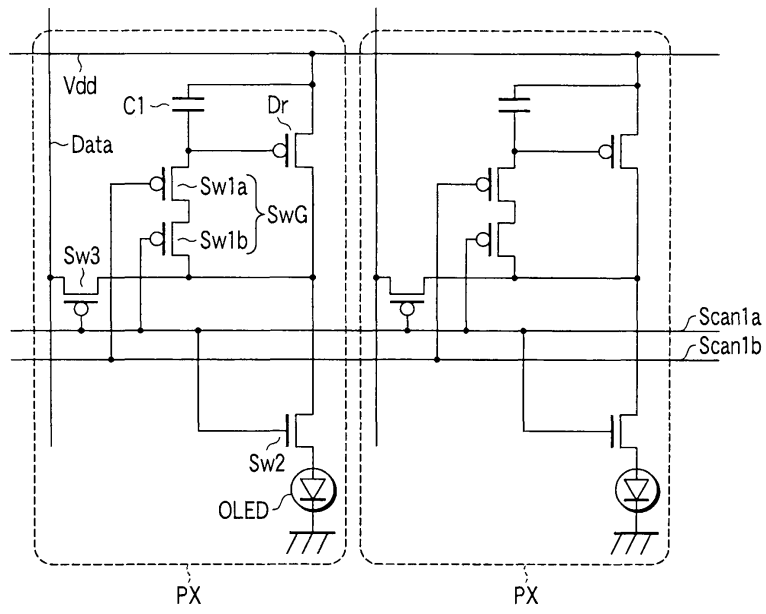 Vdd
C1
Dr
Data
Sw1a
SwG
Sw1b
Sw3
Scan1a
Scan1b
Sw2
OLED
PX
PX